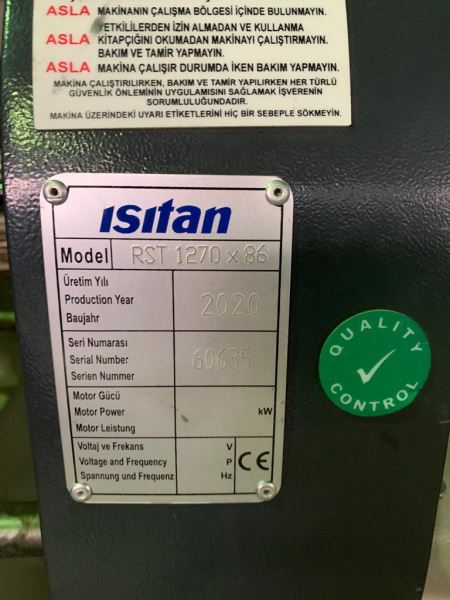 ASLA MAKİNANIN ÇALIŞMA BÖLGESİ İÇİNDE BULUNMAYIN.
YETKİLİLERDEN İZİN ALMADAN VE KULLANMA
ASLA KİTAPÇIĞINI OKUMADAN MAKİNAYI ÇALIŞTIRMAYIN.
BAKIM VE TAMİR YAPMAYIN.
ASLA MAKİNA ÇALIŞIR DURUMDA İKEN BAKIM YAPMAYIN.
MAKİNA ÇALIŞTIRILIRKEN, BAKIM VE TAMİR YAPILIRKEN HER TÜRLÜ
GÜVENLİK ÖNLEMİNİN UYGULAMASINI SAĞLAMAK İŞVERENİN
SORUMLULUĞUNDADIR.
MAKİNA ÜZERİNDEKİ UYARI ETİKETLERİNİ HİÇ BİR SEBEPLE SÖKMEYİN.
ısıtan
Model RST 1270 x 86
Üretim Yılı
Production Year 2020
Baujahr
Seri Numarası
Serial Number 60635
Serien Nummer
Motor Gücü
Motor Power kW
Motor Leistung
Voltaj ve Frekans V
Voltage and Frequency P CE
Spannung und Frequenz Hz
QUALITY
CONTROL